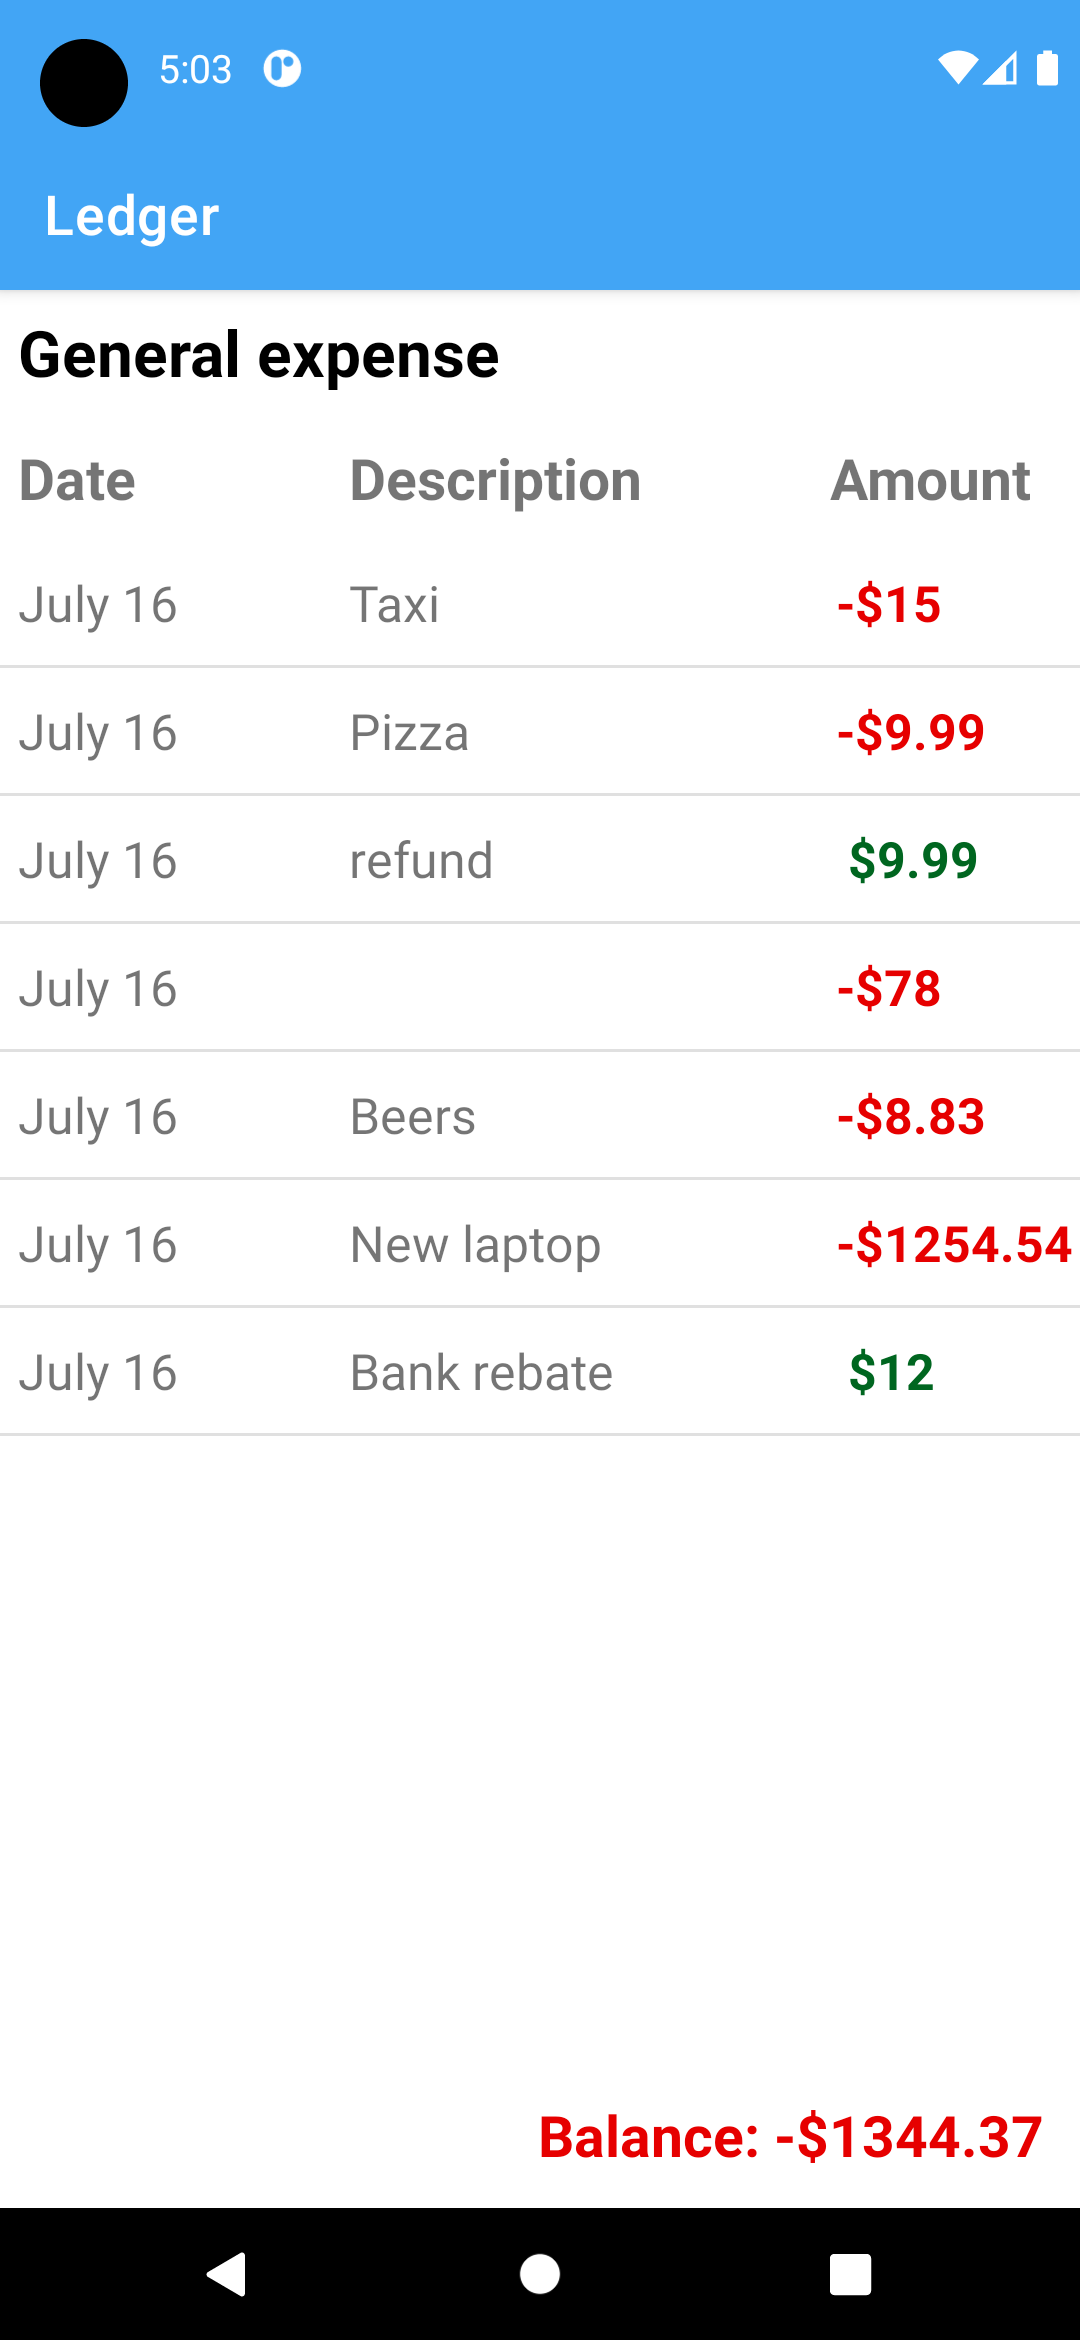 5:03
Ledger
General expense
Date Description Amount
July 16 Taxi -$15
July 16 Pizza -$9.99
July 16 refund $9.99
July 16 -$78
July 16 Beers -$8.83
July 16 New laptop -$1254.54
July 16 Bank rebate $12
Balance: -$1344.37